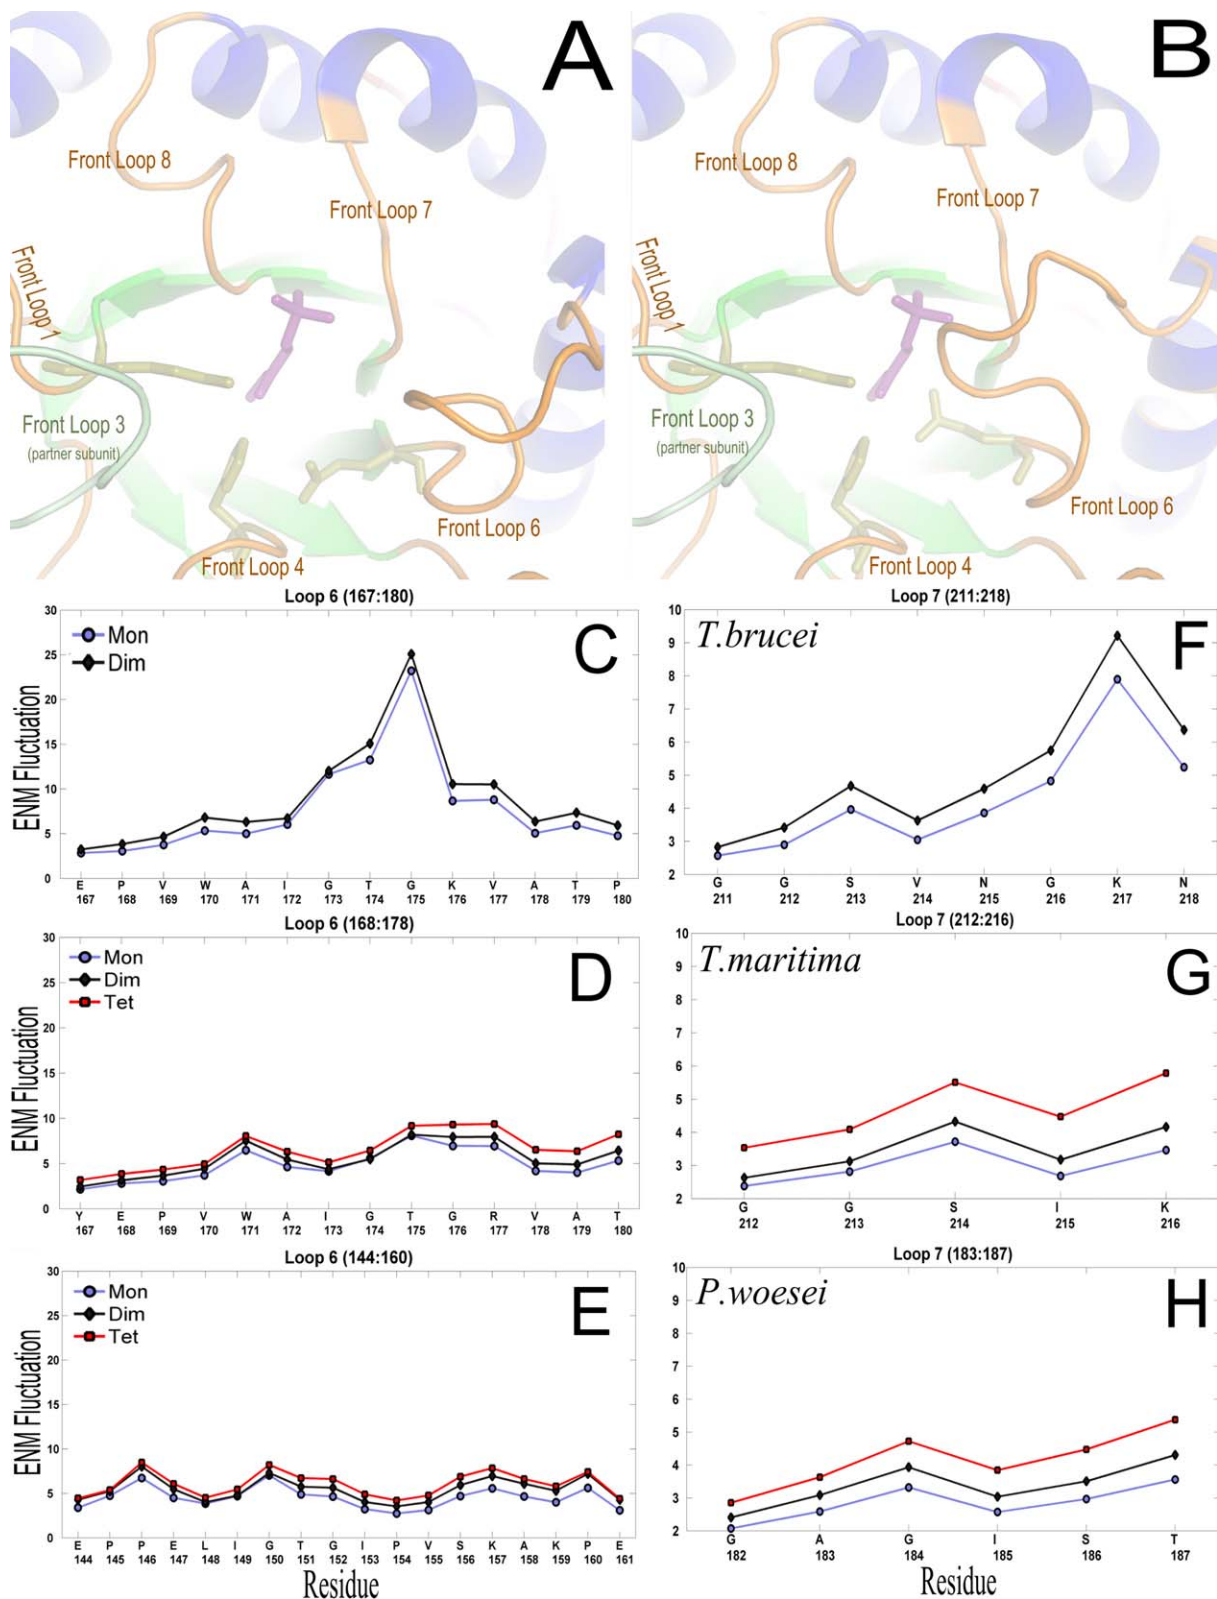 A
Front Loop 8
Front Loop 7
Front Loop 1
Front Loop 3
(partner subunit)
Front Loop 6
Front Loop 4
B
Front Loop 8
Front Loop 7
Front Loop 1
Front Loop 3
(partner subunit)
Front Loop 6
Front Loop 4
Loop 6 (167:180)
C
Mon
Dim
ENM Fluctuation
30
25
20
15
10
5
0
E P V W A I G T G K V A T P
167 168 169 170 171 172 173 174 175 176 177 178 179 180
Loop 7 (211:218)
T.brucei
F
10
9
8
7
6
5
4
3
2
G G S V N G K N
211 212 213 214 215 216 217 218
Loop 6 (168:178)
D
Mon
Dim
Tet
ENM Fluctuation
30
25
20
15
10
5
0
Y E P V W A I G T G R V A T
167 168 169 170 171 172 173 174 175 176 177 178 179 180
Loop 7 (212:216)
T.maritima
G
10
9
8
7
6
5
4
3
2
G G S I K
212 213 214 215 216
Loop 6 (144:160)
E
Mon
Dim
Tet
ENM Fluctuation
30
25
20
15
10
5
0
E P P E L I G T G I P V S K A K P E
144 145 146 147 148 149 150 151 152 153 154 155 156 157 158 159 160 161
Residue
Loop 7 (183:187)
P.woesei
H
10
9
8
7
6
5
4
3
2
G A G I S T
182 183 184 185 186 187
Residue